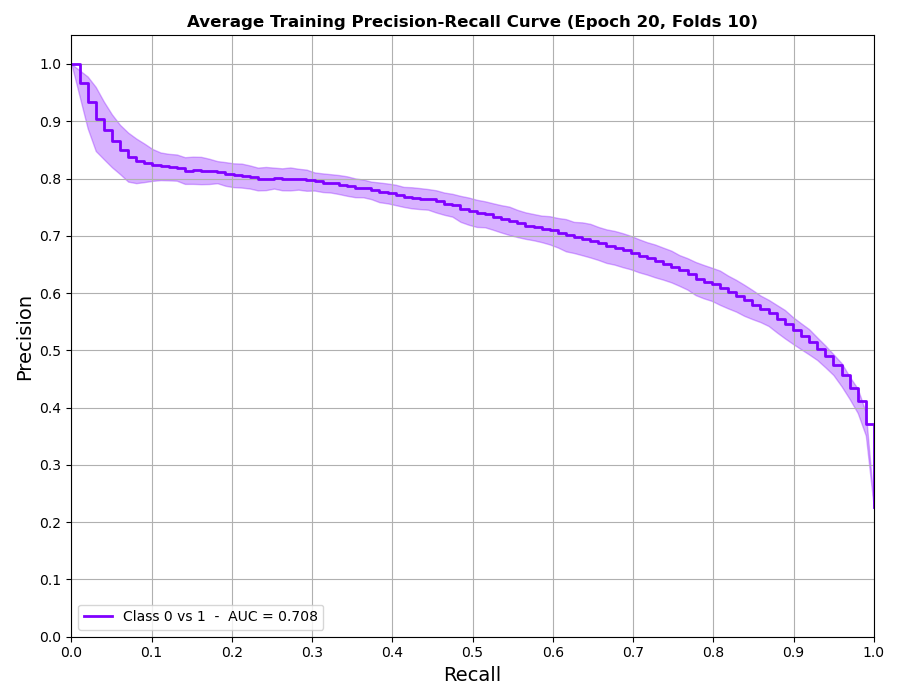 Average Training Precision-Recall Curve (Epoch 20, Folds 10)
1.0
0.9
0.8
0.7
0.6
0.5
0.4
0.3
0.2
0.1
0.0
Precision
Class 0 vs 1  -  AUC = 0.708
0.0 0.1 0.2 0.3 0.4 0.5 0.6 0.7 0.8 0.9 1.0
Recall